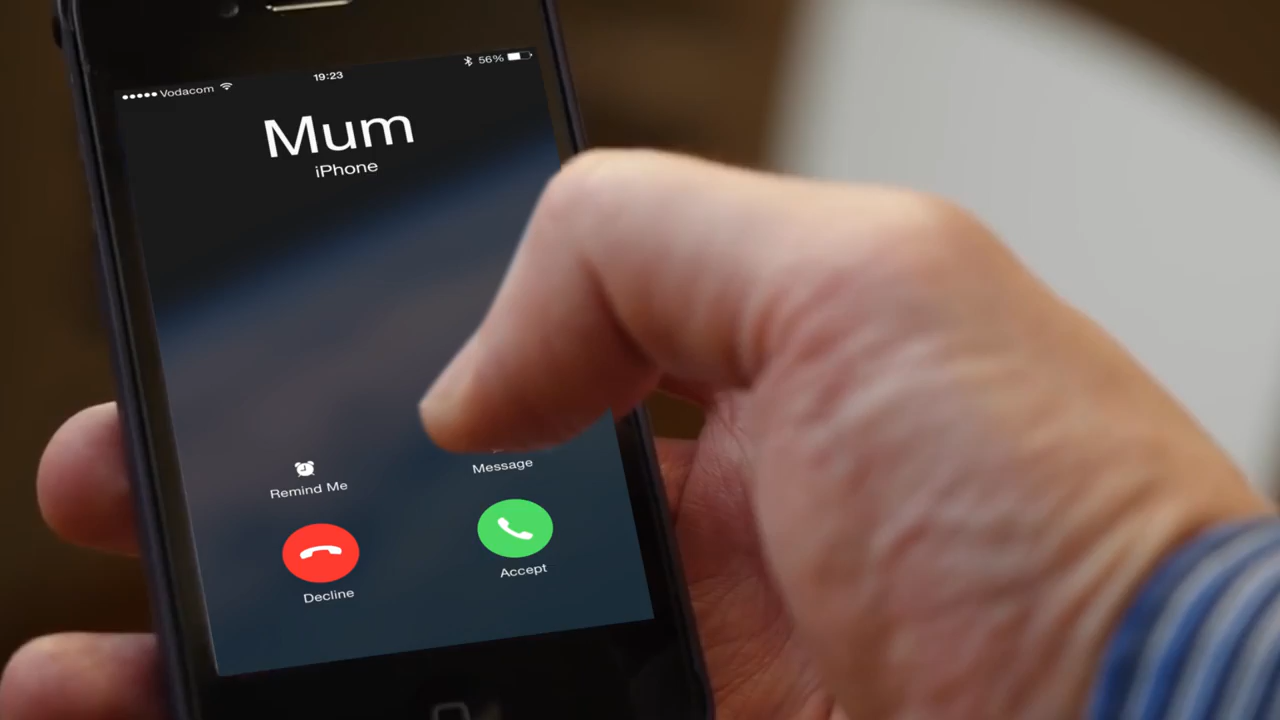 Vodacom 19:23 56%
Mum
iPhone
Remind Me Message
Decline Accept